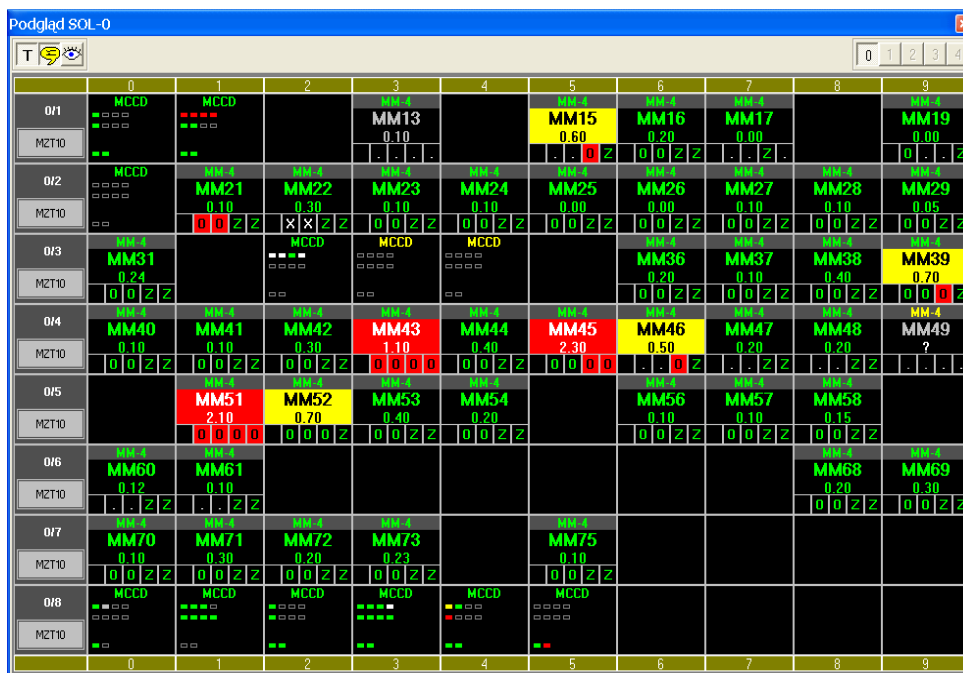 Podgląd SOL-0
T
0 1 2 3 4
0 1 2 3 4 5 6 7 8 9
0/1 MCCD MCCD MM-4 MM-4 MM-4 MM-4 MM-4
MM13 MM15 MM16 MM17 MM19
0.10 0.60 0.20 0.00 0.00
MZT10 . . . . . . 0 Z 0 0 Z Z . . Z . 0 . . Z
0/2 MCCD MM-4 MM-4 MM-4 MM-4 MM-4 MM-4 MM-4 MM-4 MM-4
MM21 MM22 MM23 MM24 MM25 MM26 MM27 MM28 MM29
0.10 0.30 0.10 0.10 0.00 0.00 0.10 0.10 0.05
MZT10 0 0 Z Z X X Z Z 0 0 Z Z 0 0 Z Z 0 0 Z Z 0 0 Z Z 0 0 Z Z 0 0 Z Z 0 0 Z Z
0/3 MM-4 MCCD MCCD MCCD MM-4 MM-4 MM-4 MM-4
MM31 MM36 MM37 MM38 MM39
0.24 0.20 0.10 0.40 0.70
MZT10 0 0 Z Z 0 0 Z Z 0 0 Z Z 0 0 Z Z 0 0 0 Z
0/4 MM-4 MM-4 MM-4 MM-4 MM-4 MM-4 MM-4 MM-4 MM-4 MM-4
MM40 MM41 MM42 MM43 MM44 MM45 MM46 MM47 MM48 MM49
0.10 0.10 0.30 1.10 0.40 2.30 0.50 0.20 0.20 ?
MZT10 0 0 Z Z 0 0 Z Z 0 0 Z Z 0 0 0 0 0 0 Z Z 0 0 0 0 . . 0 Z . . Z Z . . Z Z . . . .
0/5 MM-4 MM-4 MM-4 MM-4 MM-4 MM-4 MM-4
MM51 MM52 MM53 MM54 MM56 MM57 MM58
2.10 0.70 0.40 0.20 0.10 0.10 0.15
MZT10 0 0 0 0 0 0 0 Z 0 0 Z Z 0 0 Z Z 0 0 Z Z 0 0 Z Z 0 0 Z Z
0/6 MM-4 MM-4 MM-4 MM-4
MM60 MM61 MM68 MM69
0.12 0.10 0.20 0.30
MZT10 . . Z Z . . Z Z 0 0 Z Z 0 0 Z Z
0/7 MM-4 MM-4 MM-4 MM-4 MM-4
MM70 MM71 MM72 MM73 MM75
0.10 0.30 0.20 0.23 0.10
MZT10 0 0 Z Z 0 0 Z Z 0 0 Z Z 0 0 Z Z 0 0 Z Z
0/8 MCCD MCCD MCCD MCCD MCCD MCCD
MZT10
0 1 2 3 4 5 6 7 8 9